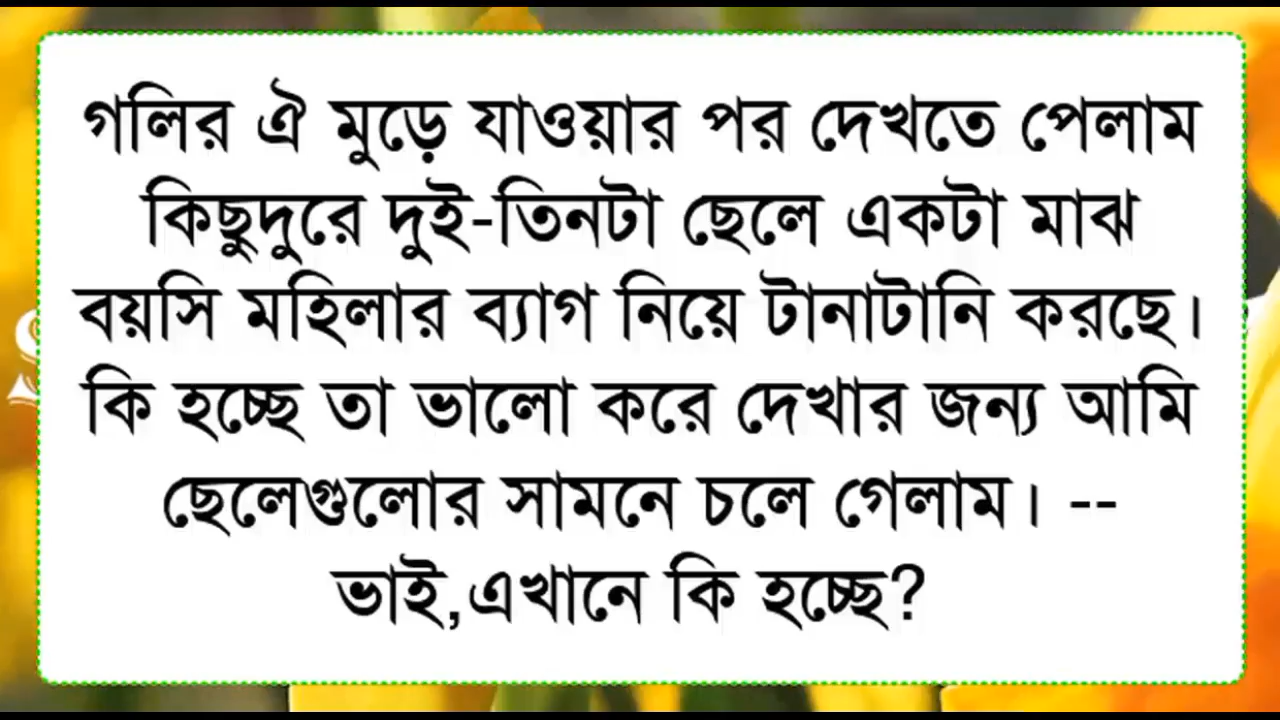 গলির ঐ মুড়ে যাওয়ার পর দেখতে পেলাম
কিছুদুরে দুই-তিনটা ছেলে একটা মাঝ
বয়সি মহিলার ব্যাগ নিয়ে টানাটানি করছে।
কি হচ্ছে তা ভালো করে দেখার জন্য আমি
ছেলেগুলোর সামনে চলে গেলাম। --
ভাই,এখানে কি হচ্ছে?